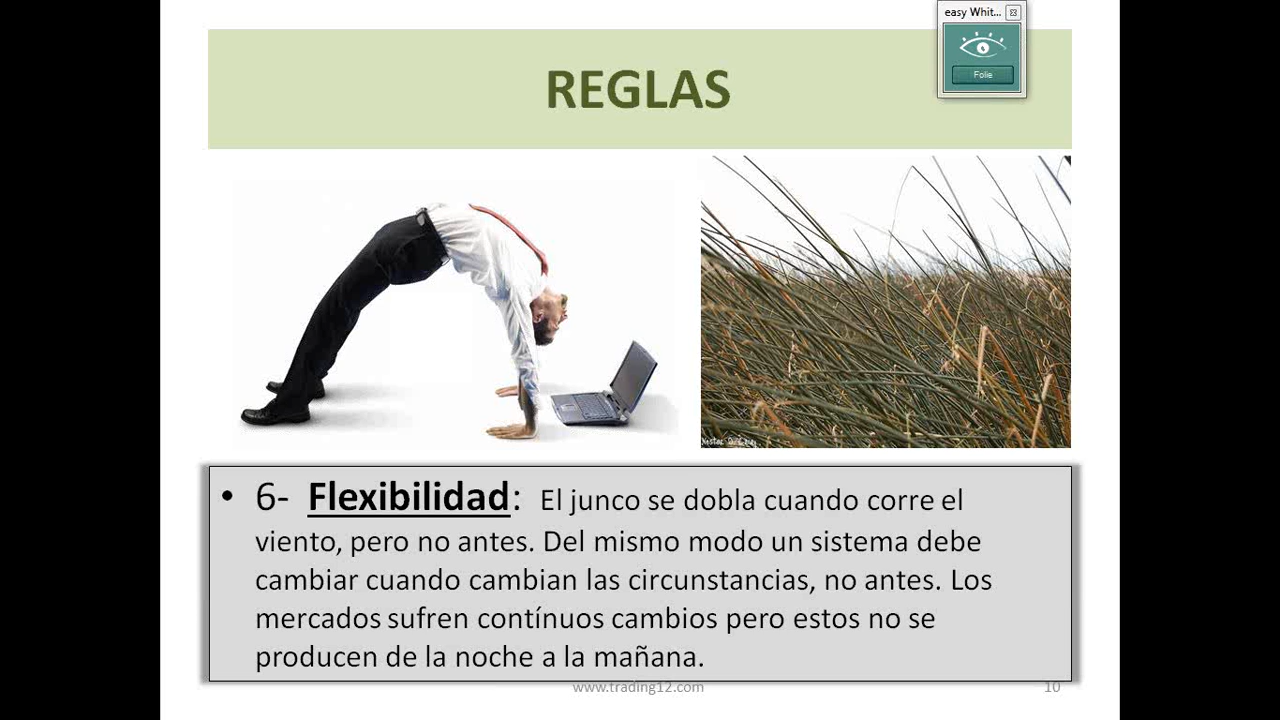 easy Whit...
Folie
REGLAS
• 6- Flexibilidad: El junco se dobla cuando corre el
viento, pero no antes. Del mismo modo un sistema debe
cambiar cuando cambian las circunstancias, no antes. Los
mercados sufren contínuos cambios pero estos no se
producen de la noche a la mañana.
www.trading12.com
10